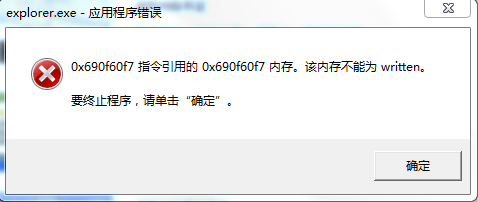 explorer.exe - 应用程序错误
0x690f60f7 指令引用的 0x690f60f7 内存。该内存不能为 written。
要终止程序，请单击“确定”。
确定